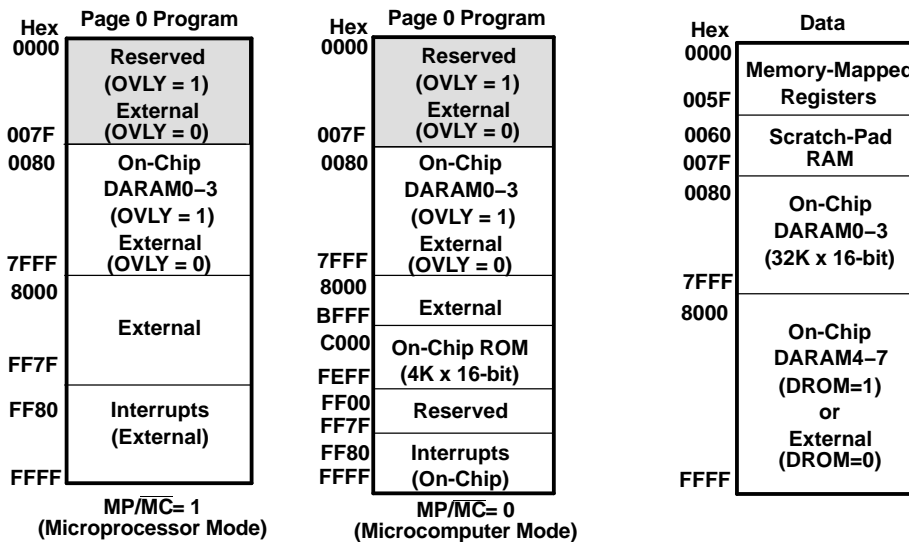 Hex
Page 0 Program
0000
Reserved
(OVLY = 1)
External
(OVLY = 0)
007F
0080
On-Chip
DARAM0−3
(OVLY = 1)
External
(OVLY = 0)
7FFF
8000
External
FF7F
FF80
Interrupts
(External)
FFFF
MP/MC= 1
(Microprocessor Mode)
Hex
Page 0 Program
0000
Reserved
(OVLY = 1)
External
(OVLY = 0)
007F
0080
On-Chip
DARAM0−3
(OVLY = 1)
External
(OVLY = 0)
7FFF
8000
External
BFFF
C000
On-Chip ROM
(4K x 16-bit)
FEFF
FF00
Reserved
FF7F
FF80
Interrupts
(On-Chip)
FFFF
MP/MC= 0
(Microcomputer Mode)
Hex
Data
0000
Memory-Mapped
Registers
005F
0060
Scratch-Pad
RAM
007F
0080
On-Chip
DARAM0−3
(32K x 16-bit)
7FFF
8000
On-Chip
DARAM4−7
(DROM=1)
or
External
(DROM=0)
FFFF